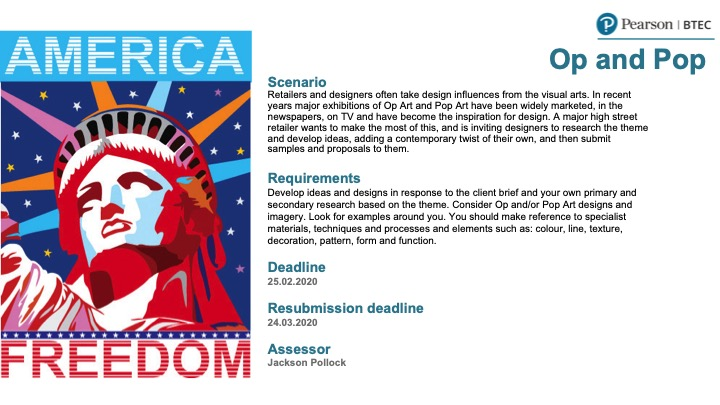 Pearson | BTEC
AMERICA
Op and Pop
Scenario
Retailers and designers often take design influences from the visual arts. In recent
years major exhibitions of Op Art and Pop Art have been widely marketed, in the
newspapers, on TV and have become the inspiration for design. A major high street
retailer wants to make the most of this, and is inviting designers to research the theme
and develop ideas, adding a contemporary twist of their own, and then submit
samples and proposals to them.
Requirements
Develop ideas and designs in response to the client brief and your own primary and
secondary research based on the theme. Consider Op and/or Pop Art designs and
imagery. Look for examples around you. You should make reference to specialist
materials, techniques and processes and elements such as: colour, line, texture,
decoration, pattern, form and function.
Deadline
25.02.2020
Resubmission deadline
24.03.2020
Assessor
Jackson Pollock
FREEDOM